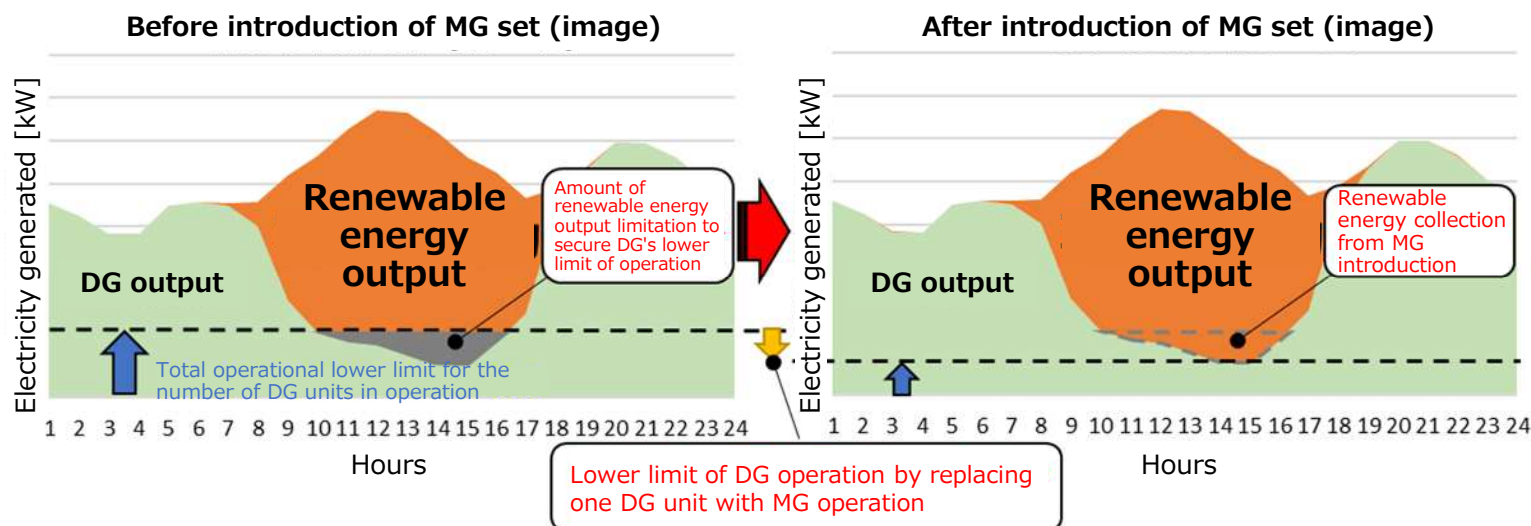 Before introduction of MG set (image)
Electricity generated [kW]
Renewable
energy
output
DG output
Amount of
renewable energy
output limitation to
secure DG's lower
limit of operation
Total operational lower limit for the
number of DG units in operation
1 2 3 4 5 6 7 8 9 10 11 12 13 14 15 16 17 18 19 20 21 22 23 24
Hours
After introduction of MG set (image)
Electricity generated [kW]
Renewable
energy
output
DG output
Renewable
energy collection
from MG
introduction
1 2 3 4 5 6 7 8 9 10 11 12 13 14 15 16 17 18 19 20 21 22 23 24
Hours
Lower limit of DG operation by replacing
one DG unit with MG operation